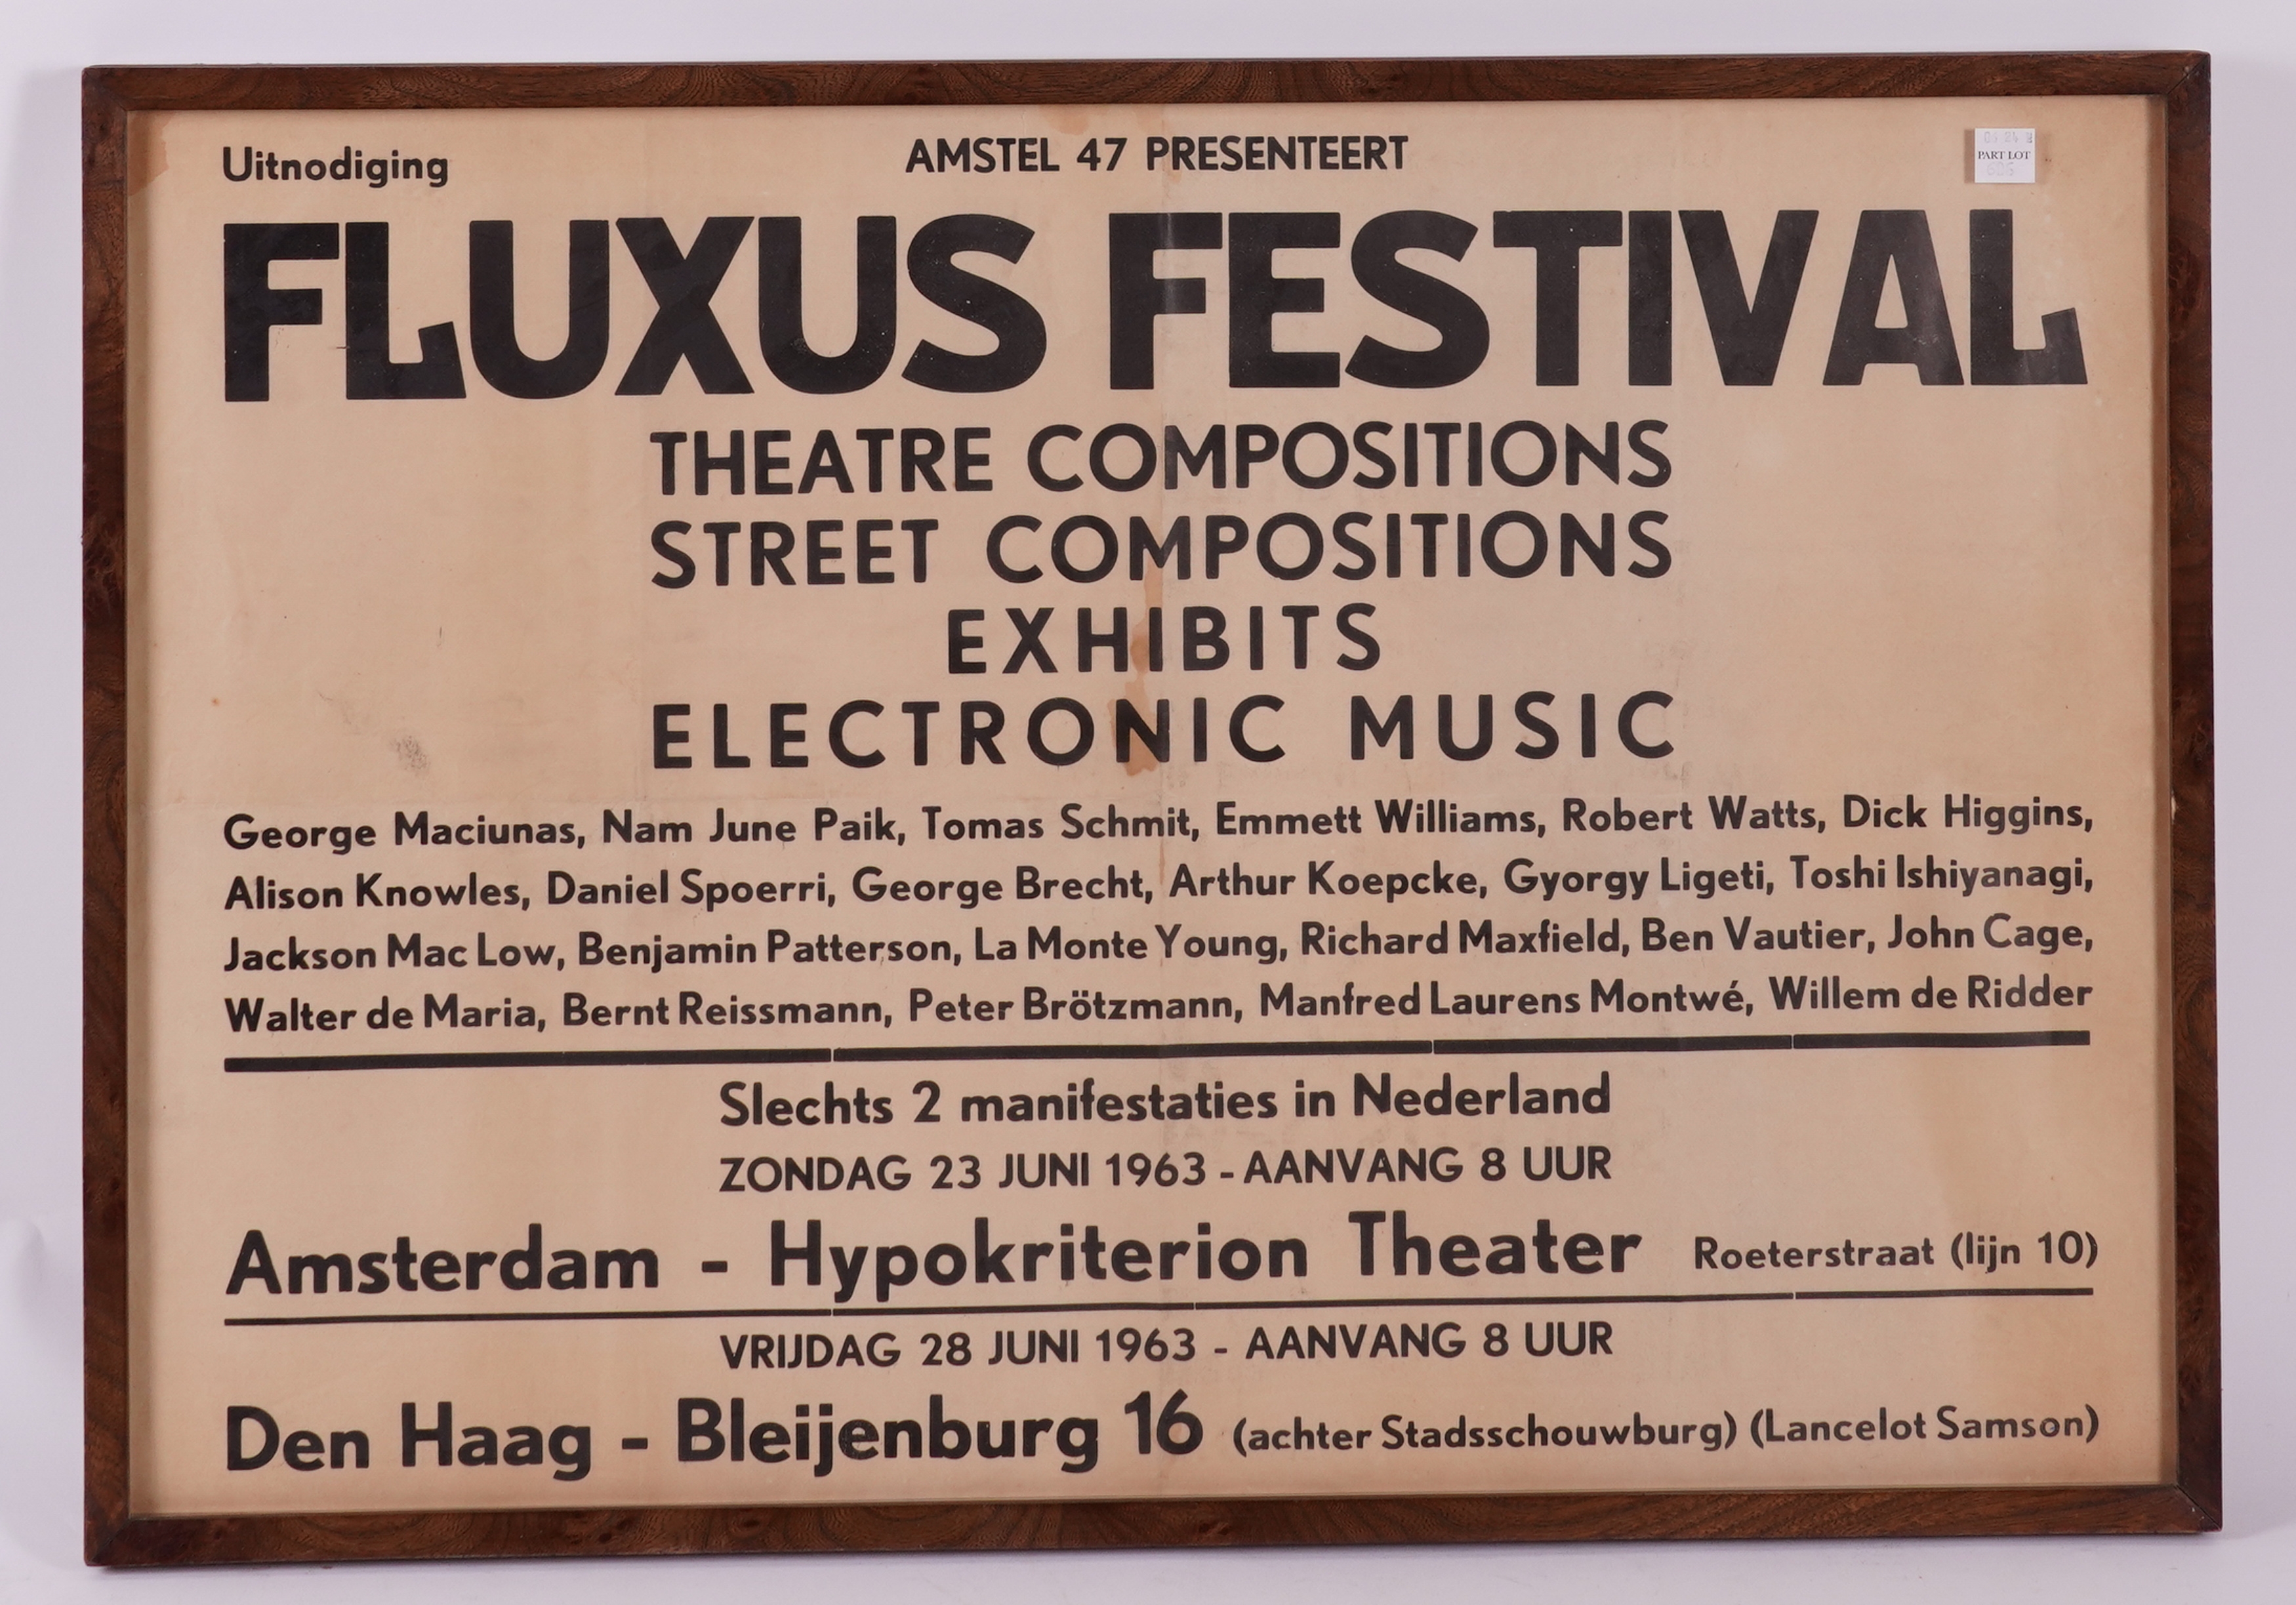 Uitnodiging
AMSTEL 47 PRESENTEERT
PART LOT
FLUXUS FESTIVAL
THEATRE COMPOSITIONS
STREET COMPOSITIONS
EXHIBITS
ELECTRONIC MUSIC
George Maciunas, Nam June Paik, Tomas Schmit, Emmett Williams, Robert Watts, Dick Higgins,
Alison Knowles, Daniel Spoerri, George Brecht, Arthur Koepcke, Gyorgy Ligeti, Toshi Ishiyanagi,
Jackson Mac Low, Benjamin Patterson, La Monte Young, Richard Maxfield, Ben Vautier, John Cage,
Walter de Maria, Bernt Reissmann, Peter Brötzmann, Manfred Laurens Montwé, Willem de Ridder
Slechts 2 manifestaties in Nederland
ZONDAG 23 JUNI 1963 - AANVANG 8 UUR
Amsterdam - Hypokriterion Theater Roeterstraat (lijn 10)
VRIJDAG 28 JUNI 1963 - AANVANG 8 UUR
Den Haag - Bleijenburg 16 (achter Stadsschouwburg) (Lancelot Samson)